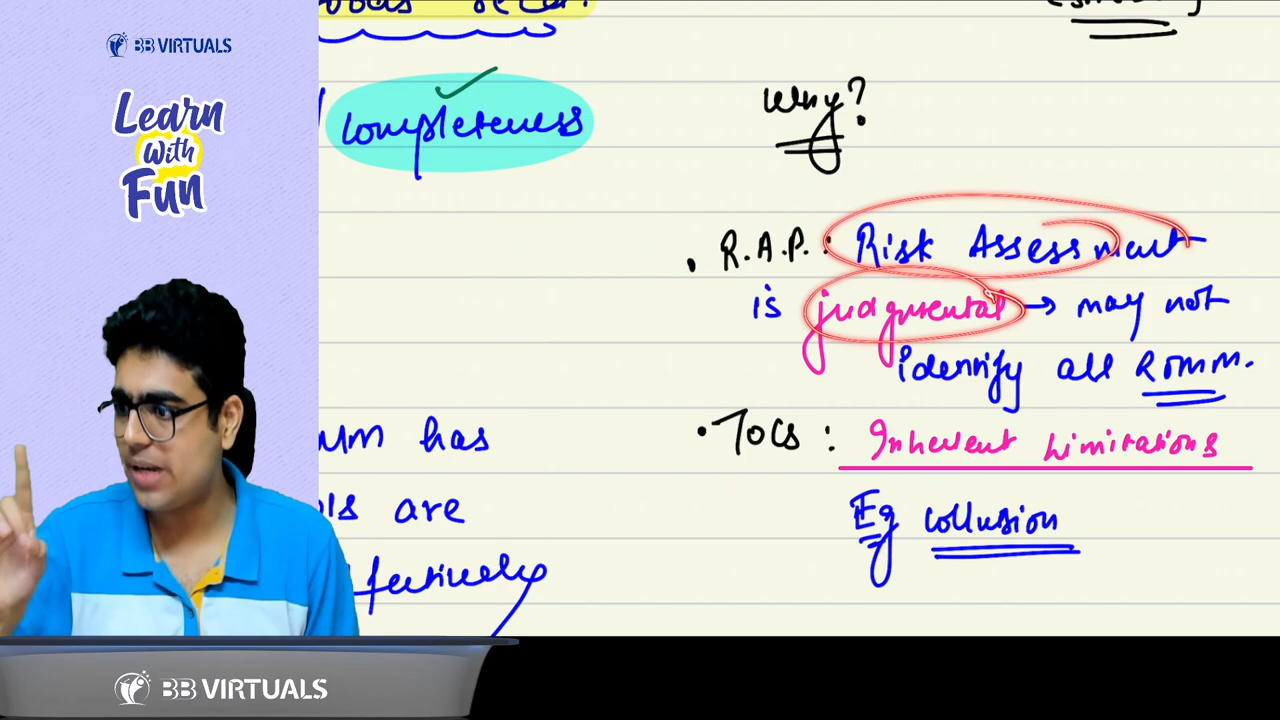 BB VIRTUALS
Learn
With
Fun
completeness
Why?
. R.A.P. : Risk Assessment
is judgmental → may not
identify all ROMM.
has
are
• TOCs : Inherent Limitations
Eg collusion
BB VIRTUALS